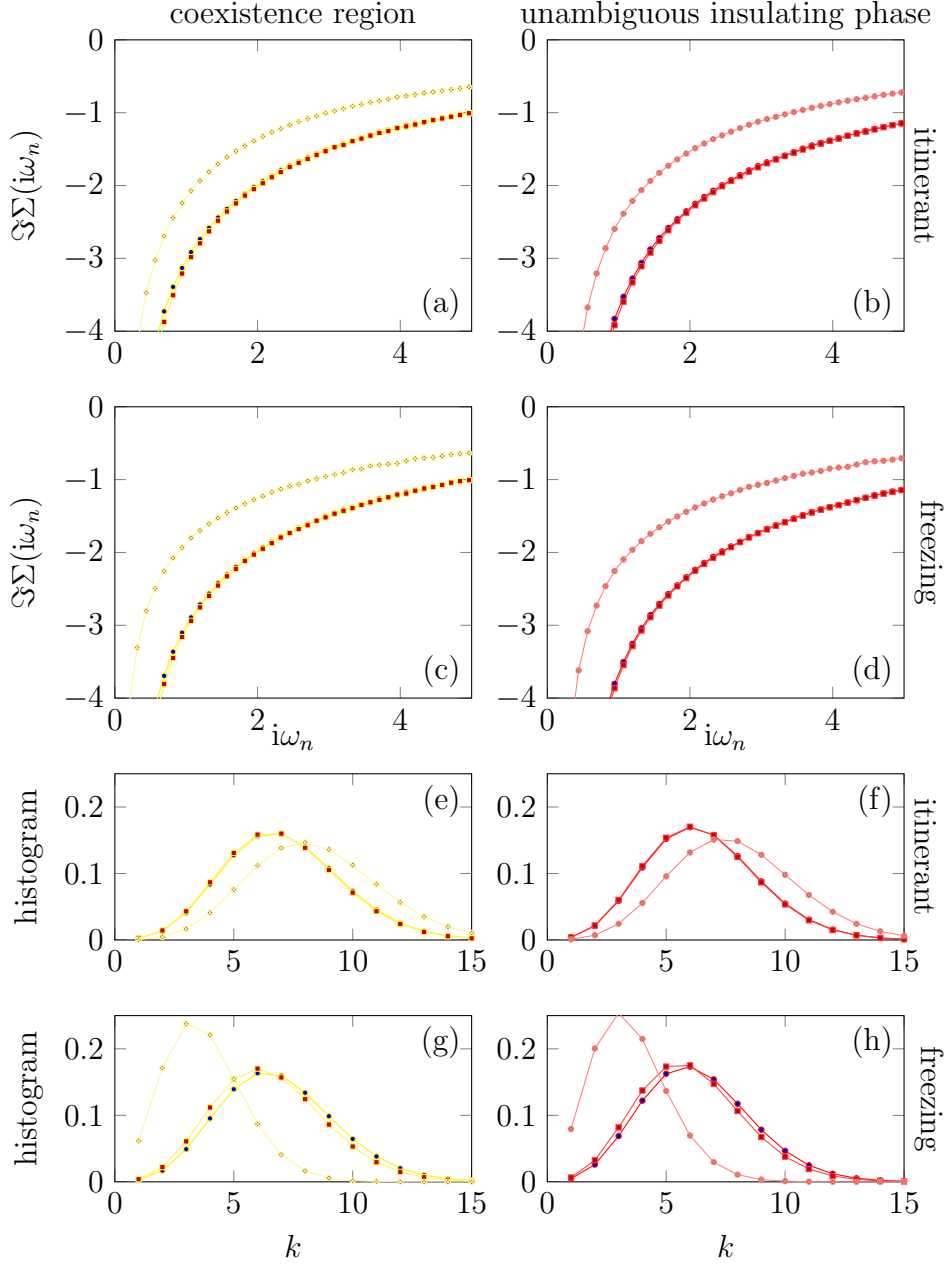 coexistence region
unambiguous insulating phase
0
−1
−2
−3
−4
0
2
4
ℑΣ(iωₙ)
(a)
0
−1
−2
−3
−4
0
2
4
(b)
itinerant
0
−1
−2
−3
−4
0
2
4
ℑΣ(iωₙ)
iωₙ
(c)
0
−1
−2
−3
−4
0
2
4
iωₙ
(d)
freezing
0.2
0.1
0
0
5
10
15
histogram
(e)
0.2
0.1
0
0
5
10
15
(f)
itinerant
0.2
0.1
0
0
5
10
15
histogram
k
(g)
0.2
0.1
0
0
5
10
15
k
(h)
freezing